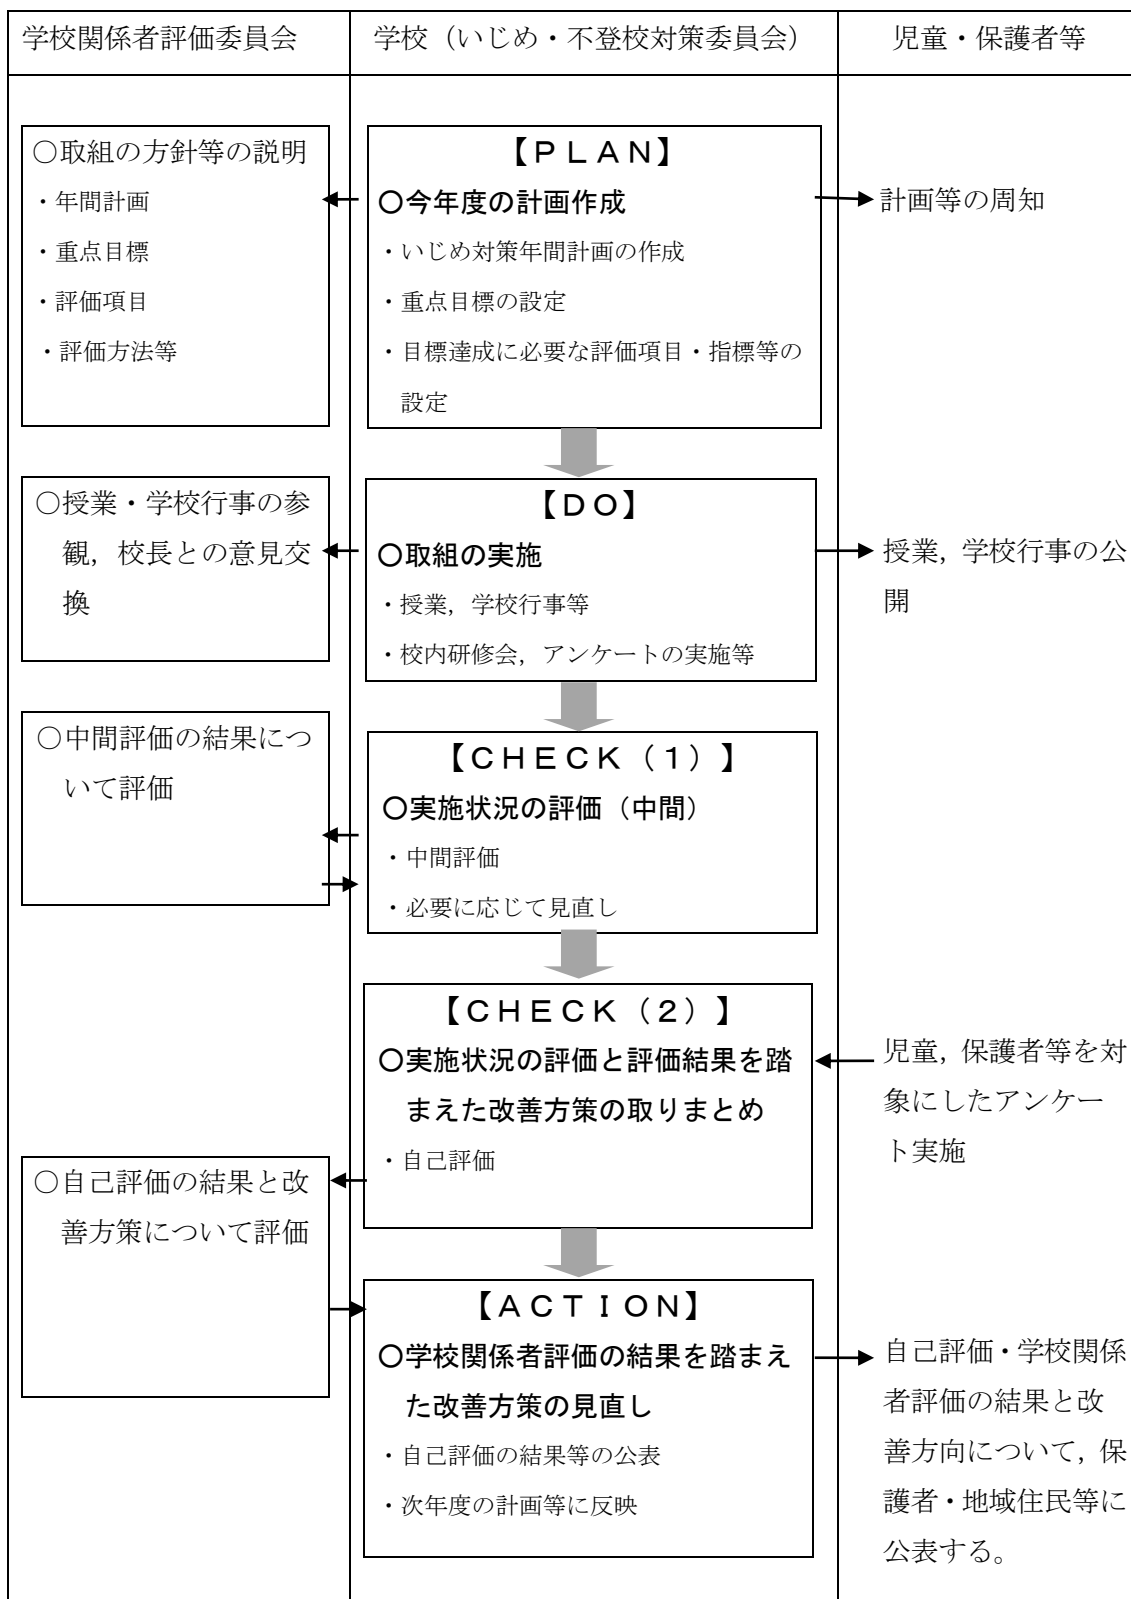 学校関係者評価委員会
学校（いじめ・不登校対策委員会）
児童・保護者等
○取組の方針等の説明
・年間計画
・重点目標
・評価項目
・評価方法等
【ＰＬＡＮ】
○今年度の計画作成
・いじめ対策年間計画の作成
・重点目標の設定
・目標達成に必要な評価項目・指標等の
設定
計画等の周知
○授業・学校行事の参
観，校長との意見交
換
【ＤＯ】
○取組の実施
・授業，学校行事等
・校内研修会，アンケートの実施等
授業，学校行事の公
開
○中間評価の結果につ
いて評価
【ＣＨＥＣＫ（１）】
○実施状況の評価（中間）
・中間評価
・必要に応じて見直し
【ＣＨＥＣＫ（２）】
○実施状況の評価と評価結果を踏
まえた改善方策の取りまとめ
・自己評価
児童，保護者等を対
象にしたアンケー
ト実施
○自己評価の結果と改
善方策について評価
【ＡＣＴＩＯＮ】
○学校関係者評価の結果を踏まえ
た改善方策の見直し
・自己評価の結果等の公表
・次年度の計画等に反映
自己評価・学校関係
者評価の結果と改
善方向について，保
護者・地域住民等に
公表する。